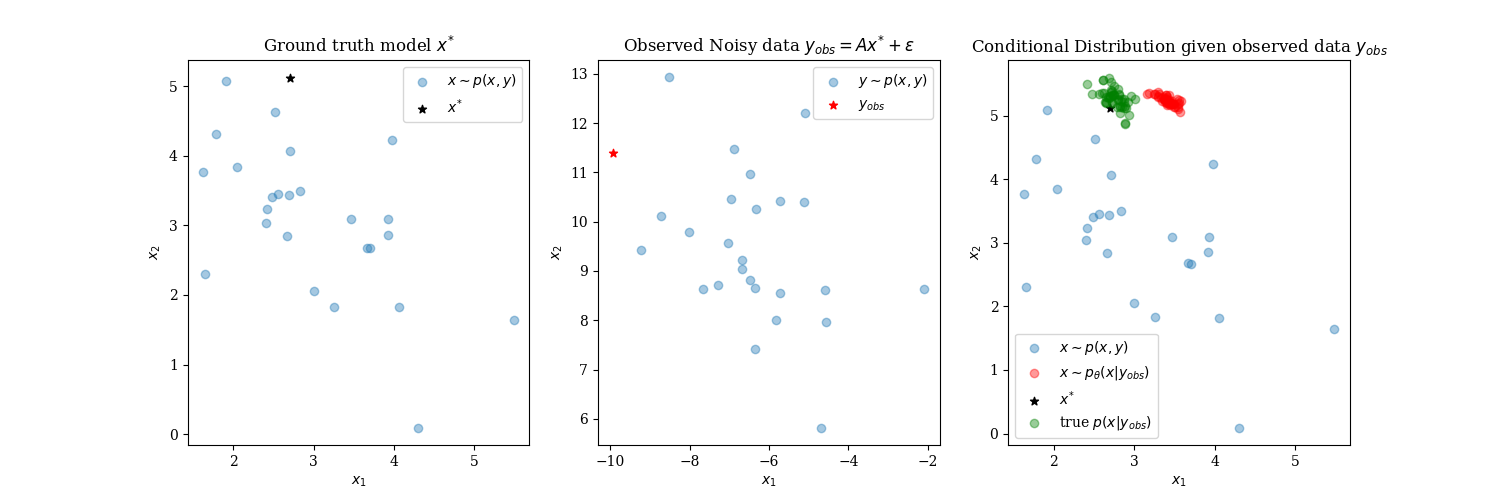 Ground truth model x*
x ~ p(x, y)
x*
5
4
3
2
1
0
x₂
2
3
4
5
x₁
Observed Noisy data y_obs = Ax* + ε
y ~ p(x, y)
y_obs
13
12
11
10
9
8
7
6
x₂
−10
−8
−6
−4
−2
x₁
Conditional Distribution given observed data y_obs
5
4
3
2
1
0
x₂
x ~ p(x, y)
x ~ p_θ(x|y_obs)
x*
true p(x|y_obs)
2
3
4
5
x₁